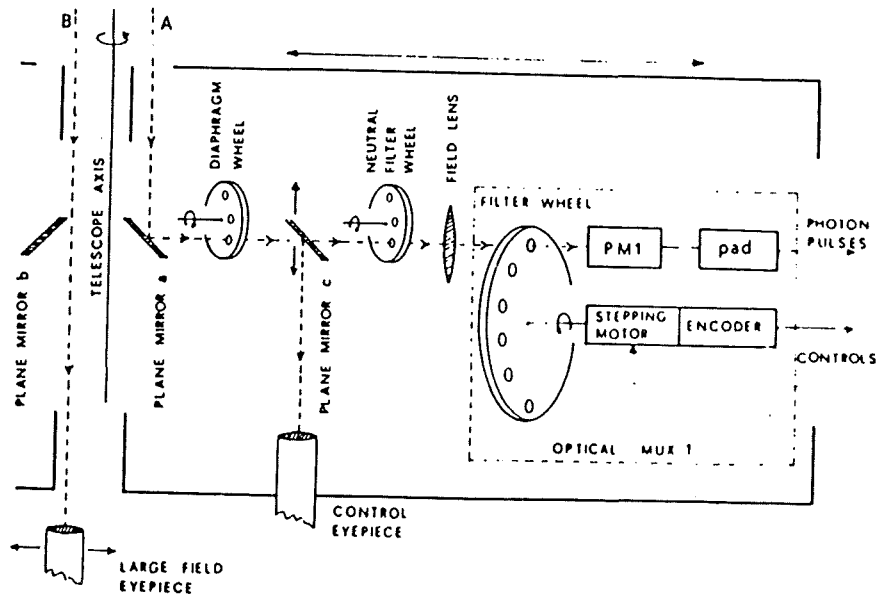 B
A
TELESCOPE AXIS
PLANE MIRROR b
PLANE MIRROR a
DIAPHRAGM
WHEEL
PLANE MIRROR c
NEUTRAL
FILTER
WHEEL
FIELD LENS
FILTER WHEEL
PM1
pad
PHOTON
PULSES
STEPPING
MOTOR
ENCODER
CONTROLS
OPTICAL MUX 1
CONTROL
EYEPIECE
LARGE FIELD
EYEPIECE